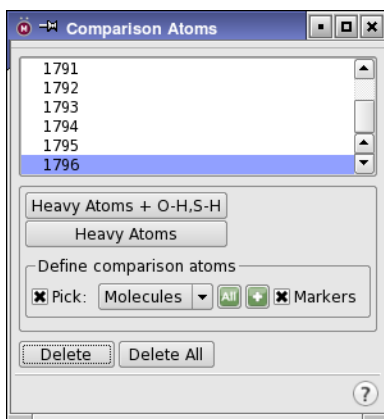 Comparison Atoms
1791
1792
1793
1794
1795
1796
Heavy Atoms + O-H,S-H
Heavy Atoms
Define comparison atoms
Pick: Molecules All + Markers
Delete Delete All
?